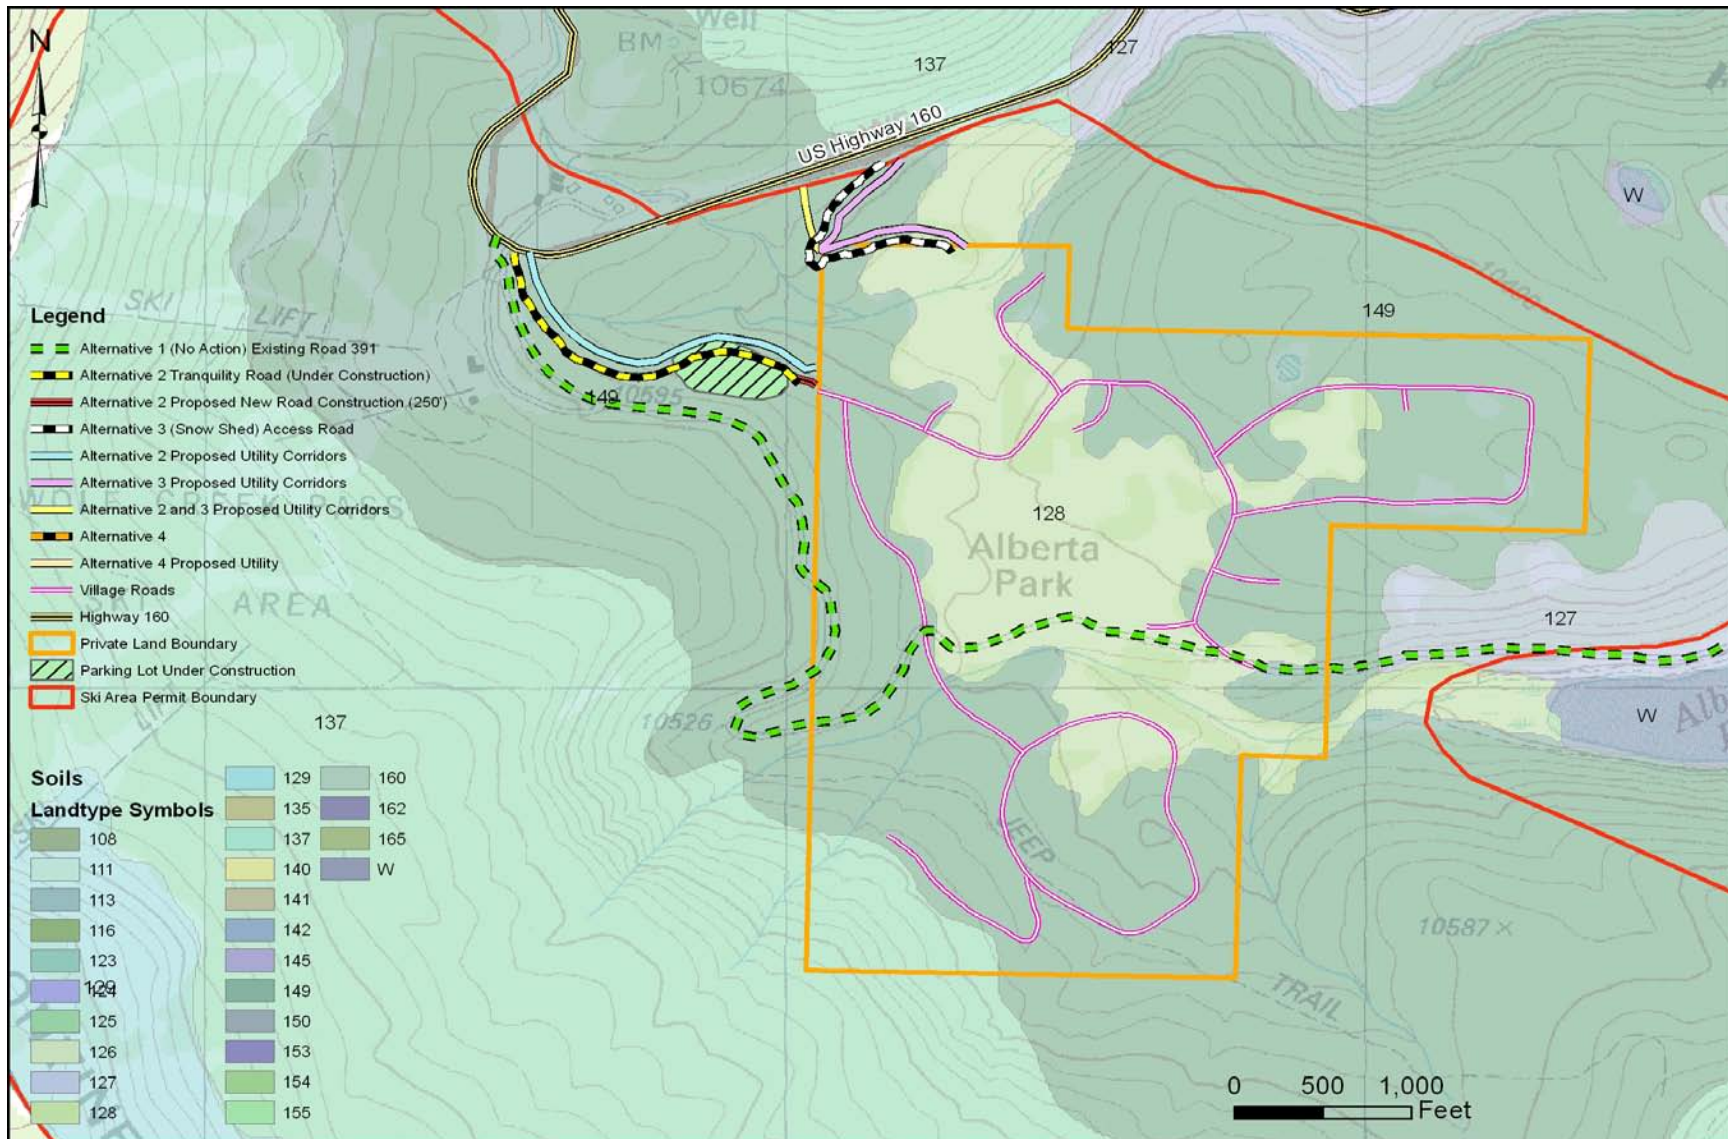 N
Well
BM
10674
137
127
US Highway 160
W
149
SKI
LIFT
Legend
Alternative 1 (No Action) Existing Road 391
Alternative 2 Tranquility Road (Under Construction)
Alternative 2 Proposed New Road Construction (250')
Alternative 3 (Snow Shed) Access Road
Alternative 2 Proposed Utility Corridors
Alternative 3 Proposed Utility Corridors
Alternative 2 and 3 Proposed Utility Corridors
Alternative 4
Alternative 4 Proposed Utility
Village Roads
Highway 160
Private Land Boundary
Parking Lot Under Construction
Ski Area Permit Boundary
149
WOLF CREEK PASS
SKI AREA
128
Alberta
Park
127
10526
137
W
JEEP
TRAIL
10587
Soils
Landtype Symbols
108
111
113
116
123
124
125
126
127
128
129
135
137
140
141
142
145
149
150
153
154
155
160
162
165
W
129
0 500 1,000
Feet